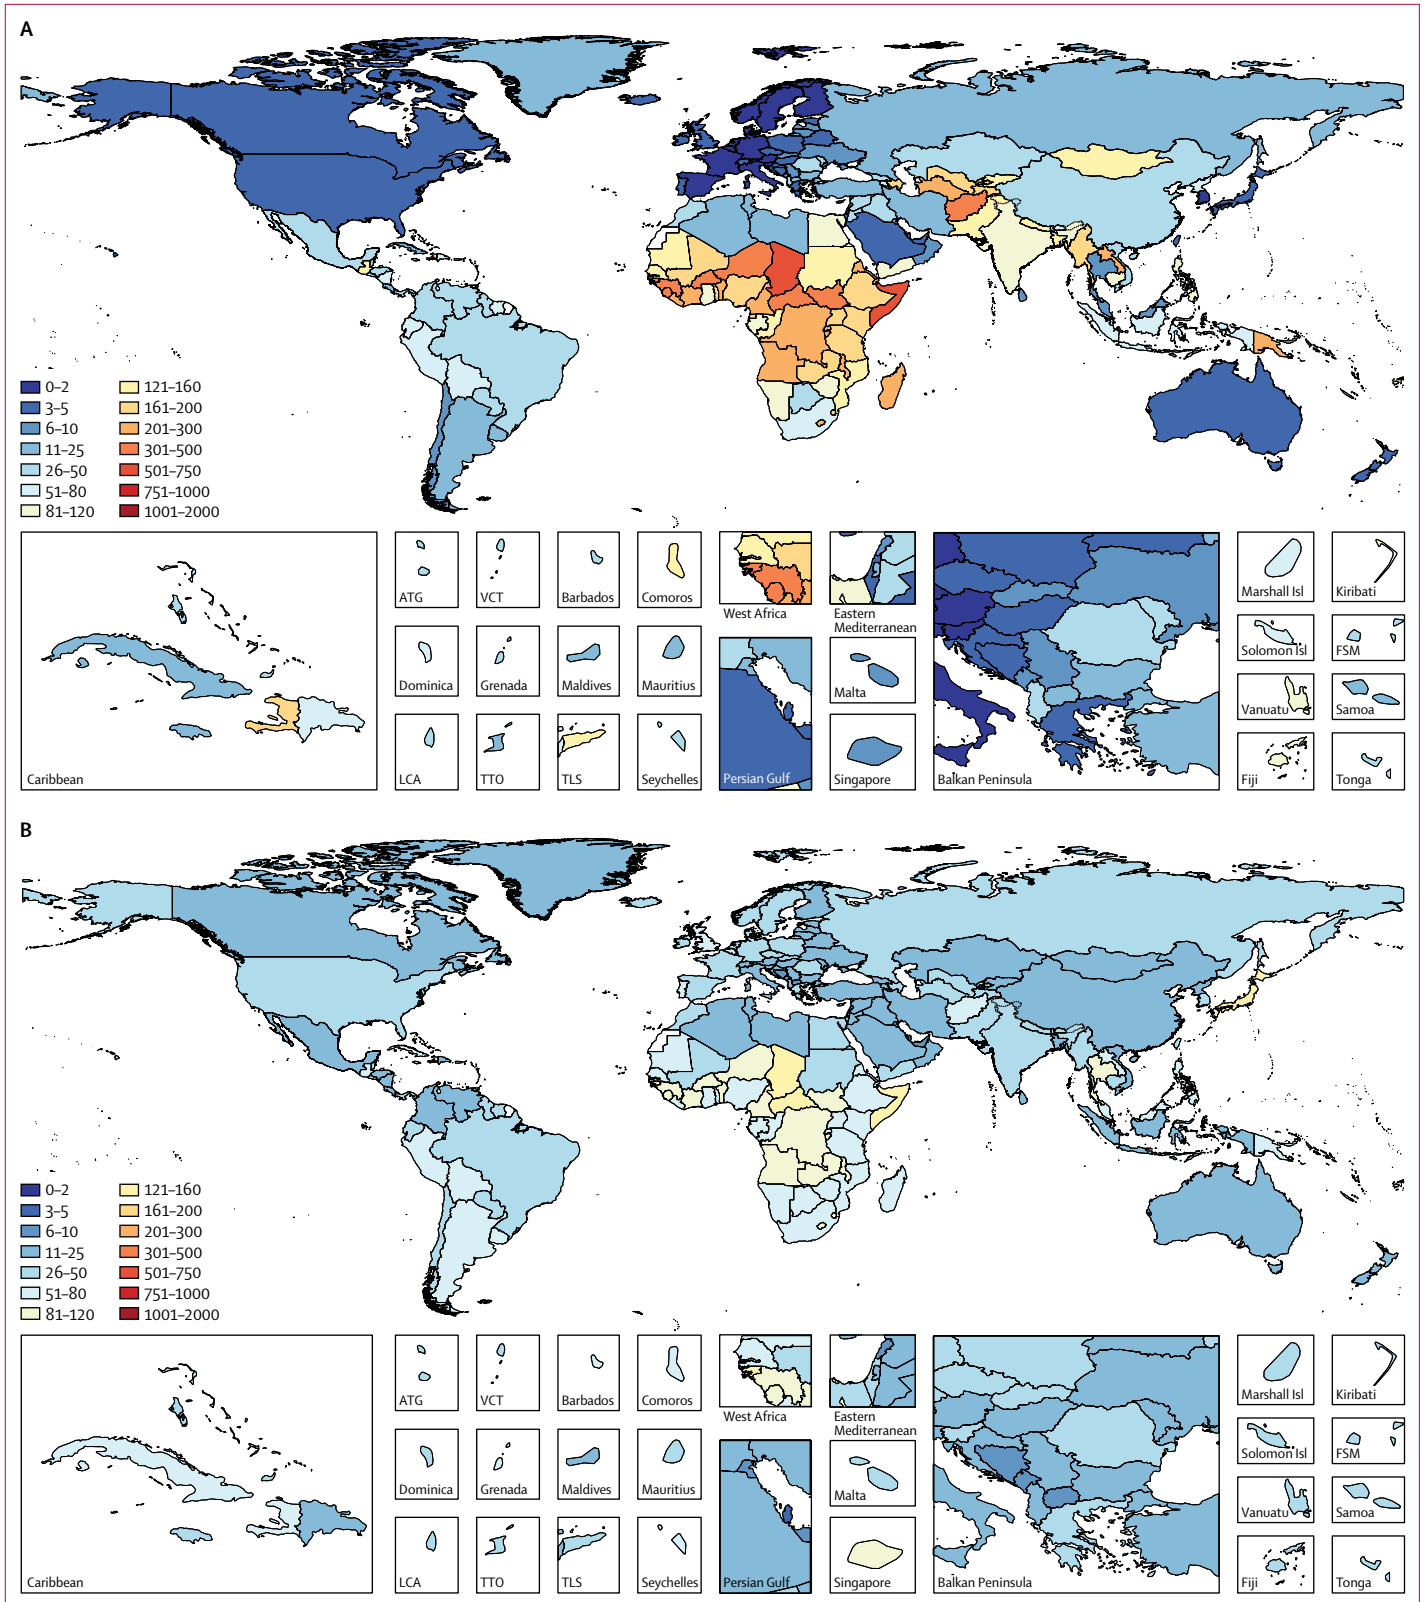 A
0–2
3–5
6–10
11–25
26–50
51–80
81–120
121–160
161–200
201–300
301–500
501–750
751–1000
1001–2000
Caribbean
ATG
VCT
Barbados
Comoros
Dominica
Grenada
Maldives
Mauritius
LCA
TTO
TLS
Seychelles
West Africa
Eastern
Mediterranean
Persian Gulf
Malta
Singapore
Balkan Peninsula
Marshall Isl
Kiribati
Solomon Isl
FSM
Vanuatu
Samoa
Fiji
Tonga
B
0–2
3–5
6–10
11–25
26–50
51–80
81–120
121–160
161–200
201–300
301–500
501–750
751–1000
1001–2000
Caribbean
ATG
VCT
Barbados
Comoros
Dominica
Grenada
Maldives
Mauritius
LCA
TTO
TLS
Seychelles
West Africa
Eastern
Mediterranean
Persian Gulf
Malta
Singapore
Balkan Peninsula
Marshall Isl
Kiribati
Solomon Isl
FSM
Vanuatu
Samoa
Fiji
Tonga